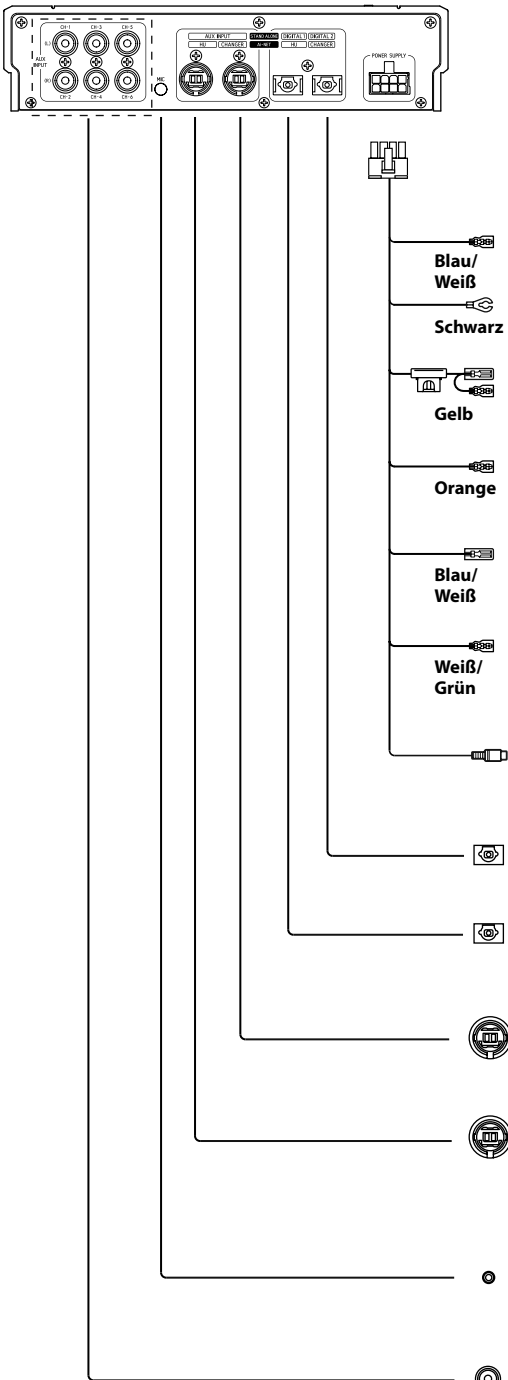 CH-1 CH-3 CH-5
(L)
AUX
INPUT
(R)
CH-2 CH-4 CH-6
MIC
AUX INPUT STAND ALONE DIGITAL 1 DIGITAL 2
HU CHANGER Ai-NET HU CHANGER
POWER SUPPLY
Blau/
Weiß
Schwarz
Gelb
Orange
Blau/
Weiß
Weiß/
Grün